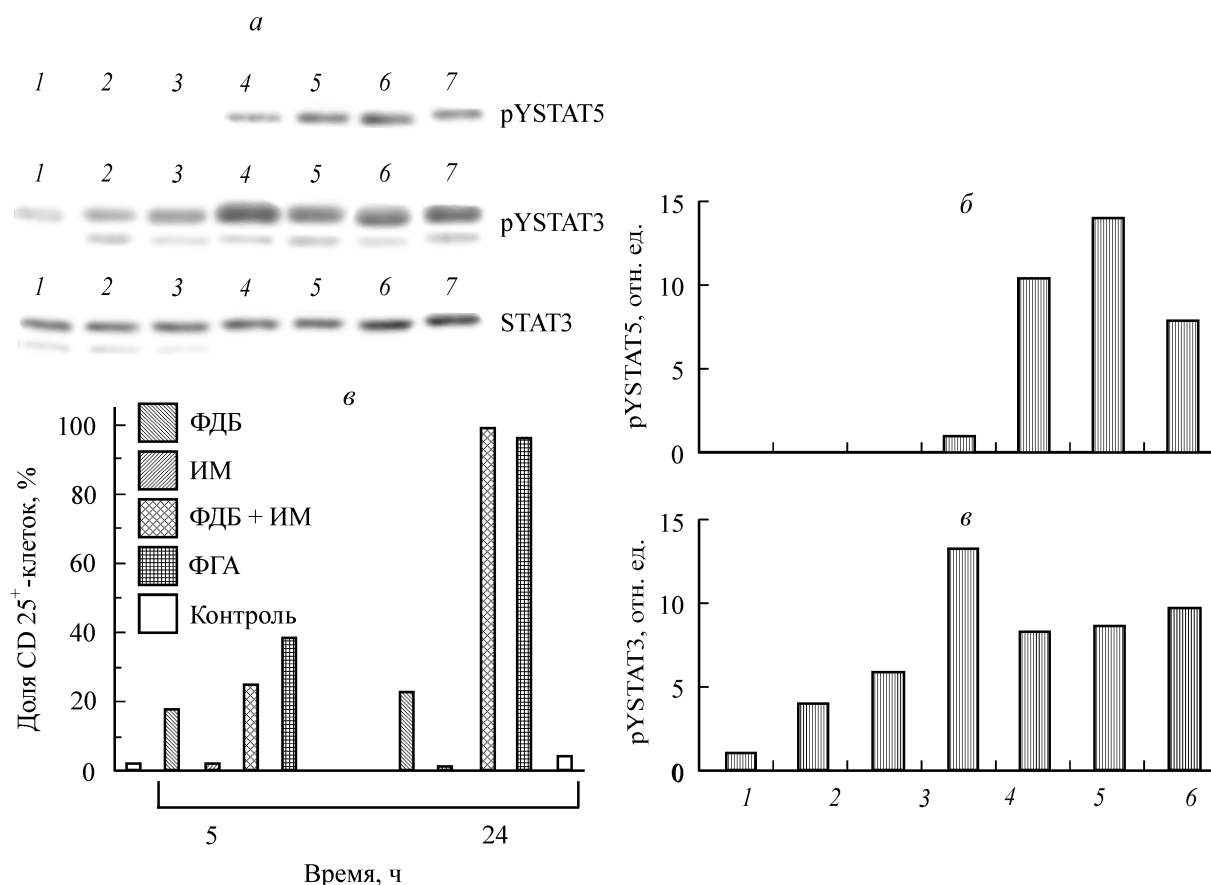 а
1 2 3 4 5 6 7
pYSTAT5
1 2 3 4 5 6 7
pYSTAT3
1 2 3 4 5 6 7
STAT3
в
Доля CD 25⁺-клеток, %
100
80
60
40
20
0
ФДБ
ИМ
ФДБ + ИМ
ФГА
Контроль
5 24
Время, ч
б
pYSTAT5, отн. ед.
15
10
5
0
в
pYSTAT3, отн. ед.
15
10
5
0
1 2 3 4 5 6